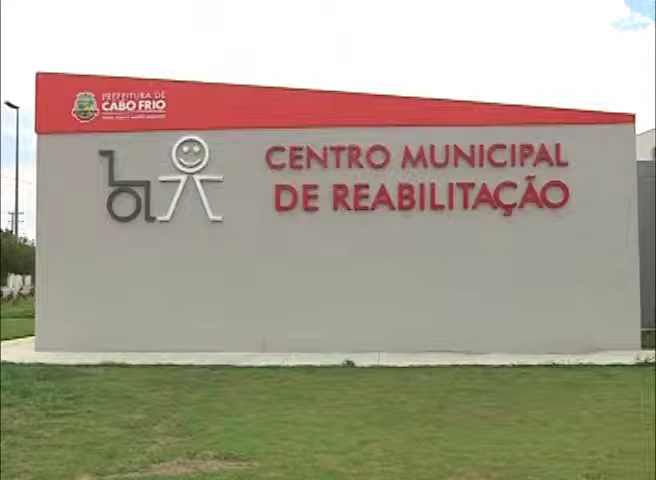 PREFEITURA DE
CABO FRIO
CENTRO MUNICIPAL
DE REABILITAÇÃO